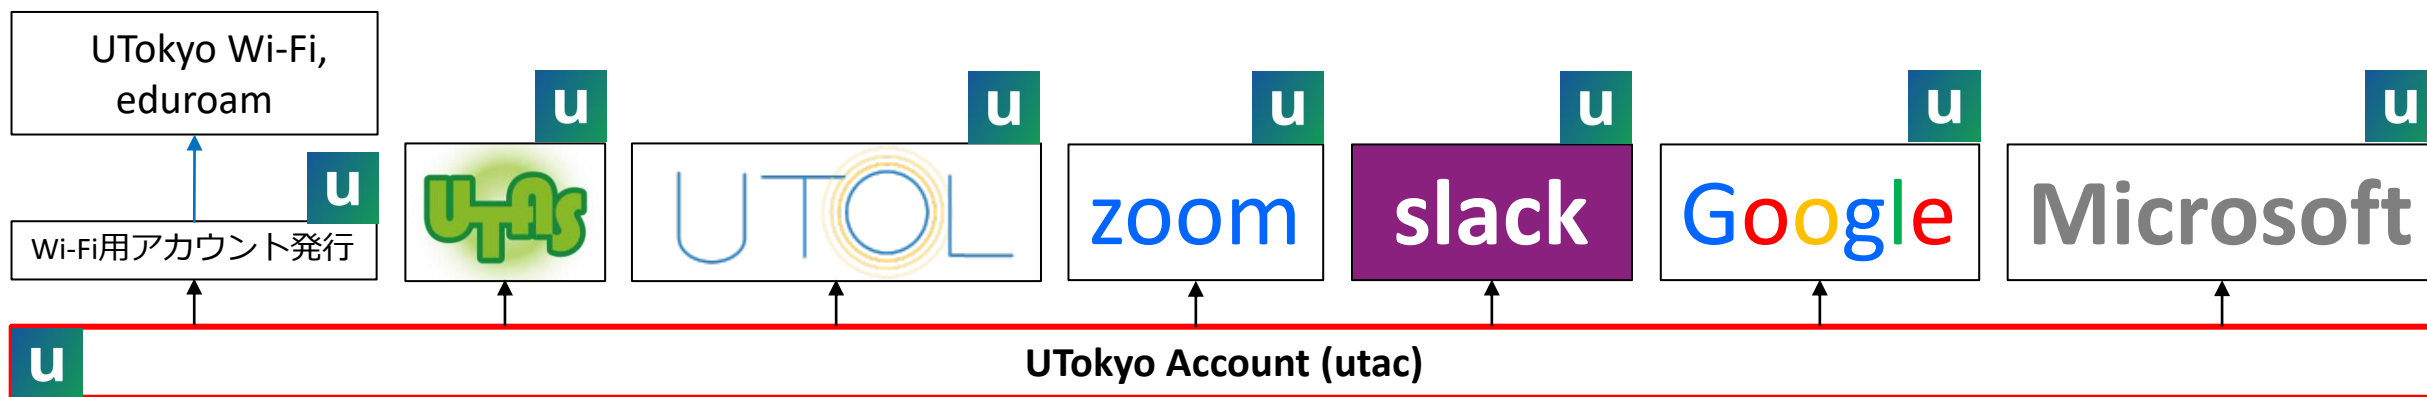 UTokyo Wi-Fi,
eduroam
u
u
u
u
u
u
u
Wi-Fi用アカウント発行
UTAS
UTOL
zoom
slack
Google
Microsoft
u
UTokyo Account (utac)